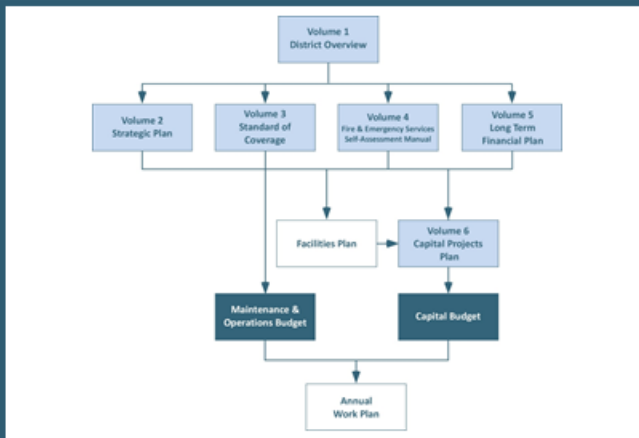 Volume 1
District Overview
Volume 2
Strategic Plan
Volume 3
Standard of
Coverage
Volume 4
Fire & Emergency Services
Self-Assessment Manual
Volume 5
Long Term
Financial Plan
Facilities Plan
Volume 6
Capital Projects
Plan
Maintenance &
Operations Budget
Capital Budget
Annual
Work Plan